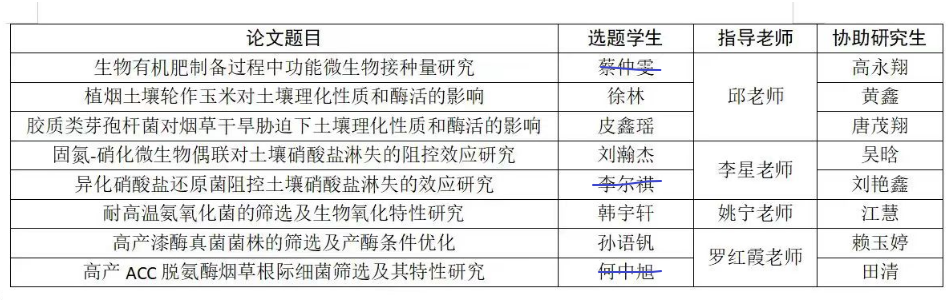 论文题目 选题学生 指导老师 协助研究生
生物有机肥制备过程中功能微生物接种量研究 蔡仲雯 邱老师 高永翔
植烟土壤轮作玉米对土壤理化性质和酶活的影响 徐林 黄鑫
胶质类芽孢杆菌对烟草干旱胁迫下土壤理化性质和酶活的影响 皮鑫瑶 唐茂翔
固氮-硝化微生物偶联对土壤硝酸盐淋失的阻控效应研究 刘瀚杰 李星老师 吴晗
异化硝酸盐还原菌阻控土壤硝酸盐淋失的效应研究 李尔祺 刘艳鑫
耐高温氨氧化菌的筛选及生物氧化特性研究 韩宇轩 姚宁老师 江慧
高产漆酶真菌菌株的筛选及产酶条件优化 孙语钒 罗红霞老师 赖玉婷
高产 ACC 脱氨酶烟草根际细菌筛选及其特性研究 何中旭 田清